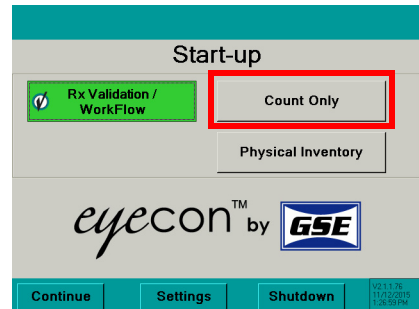 Start-up
Rx Validation /
WorkFlow
Count Only
Physical Inventory
eyecon™ by GSE
Continue
Settings
Shutdown
V2.1.1.76
11/12/2015
1:26:59 PM